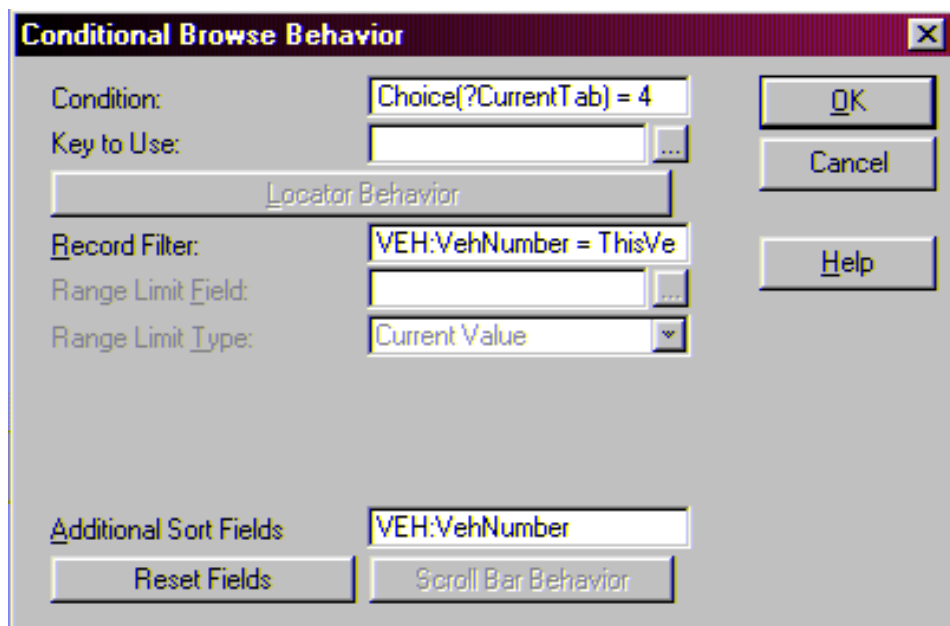 Conditional Browse Behavior
Condition: Choice(?CurrentTab) = 4 OK
Key to Use: ...
Cancel
Locator Behavior
Record Filter: VEH:VehNumber = ThisVe
Help
Range Limit Field: ...
Range Limit Type: Current Value
Additional Sort Fields VEH:VehNumber
Reset Fields Scroll Bar Behavior